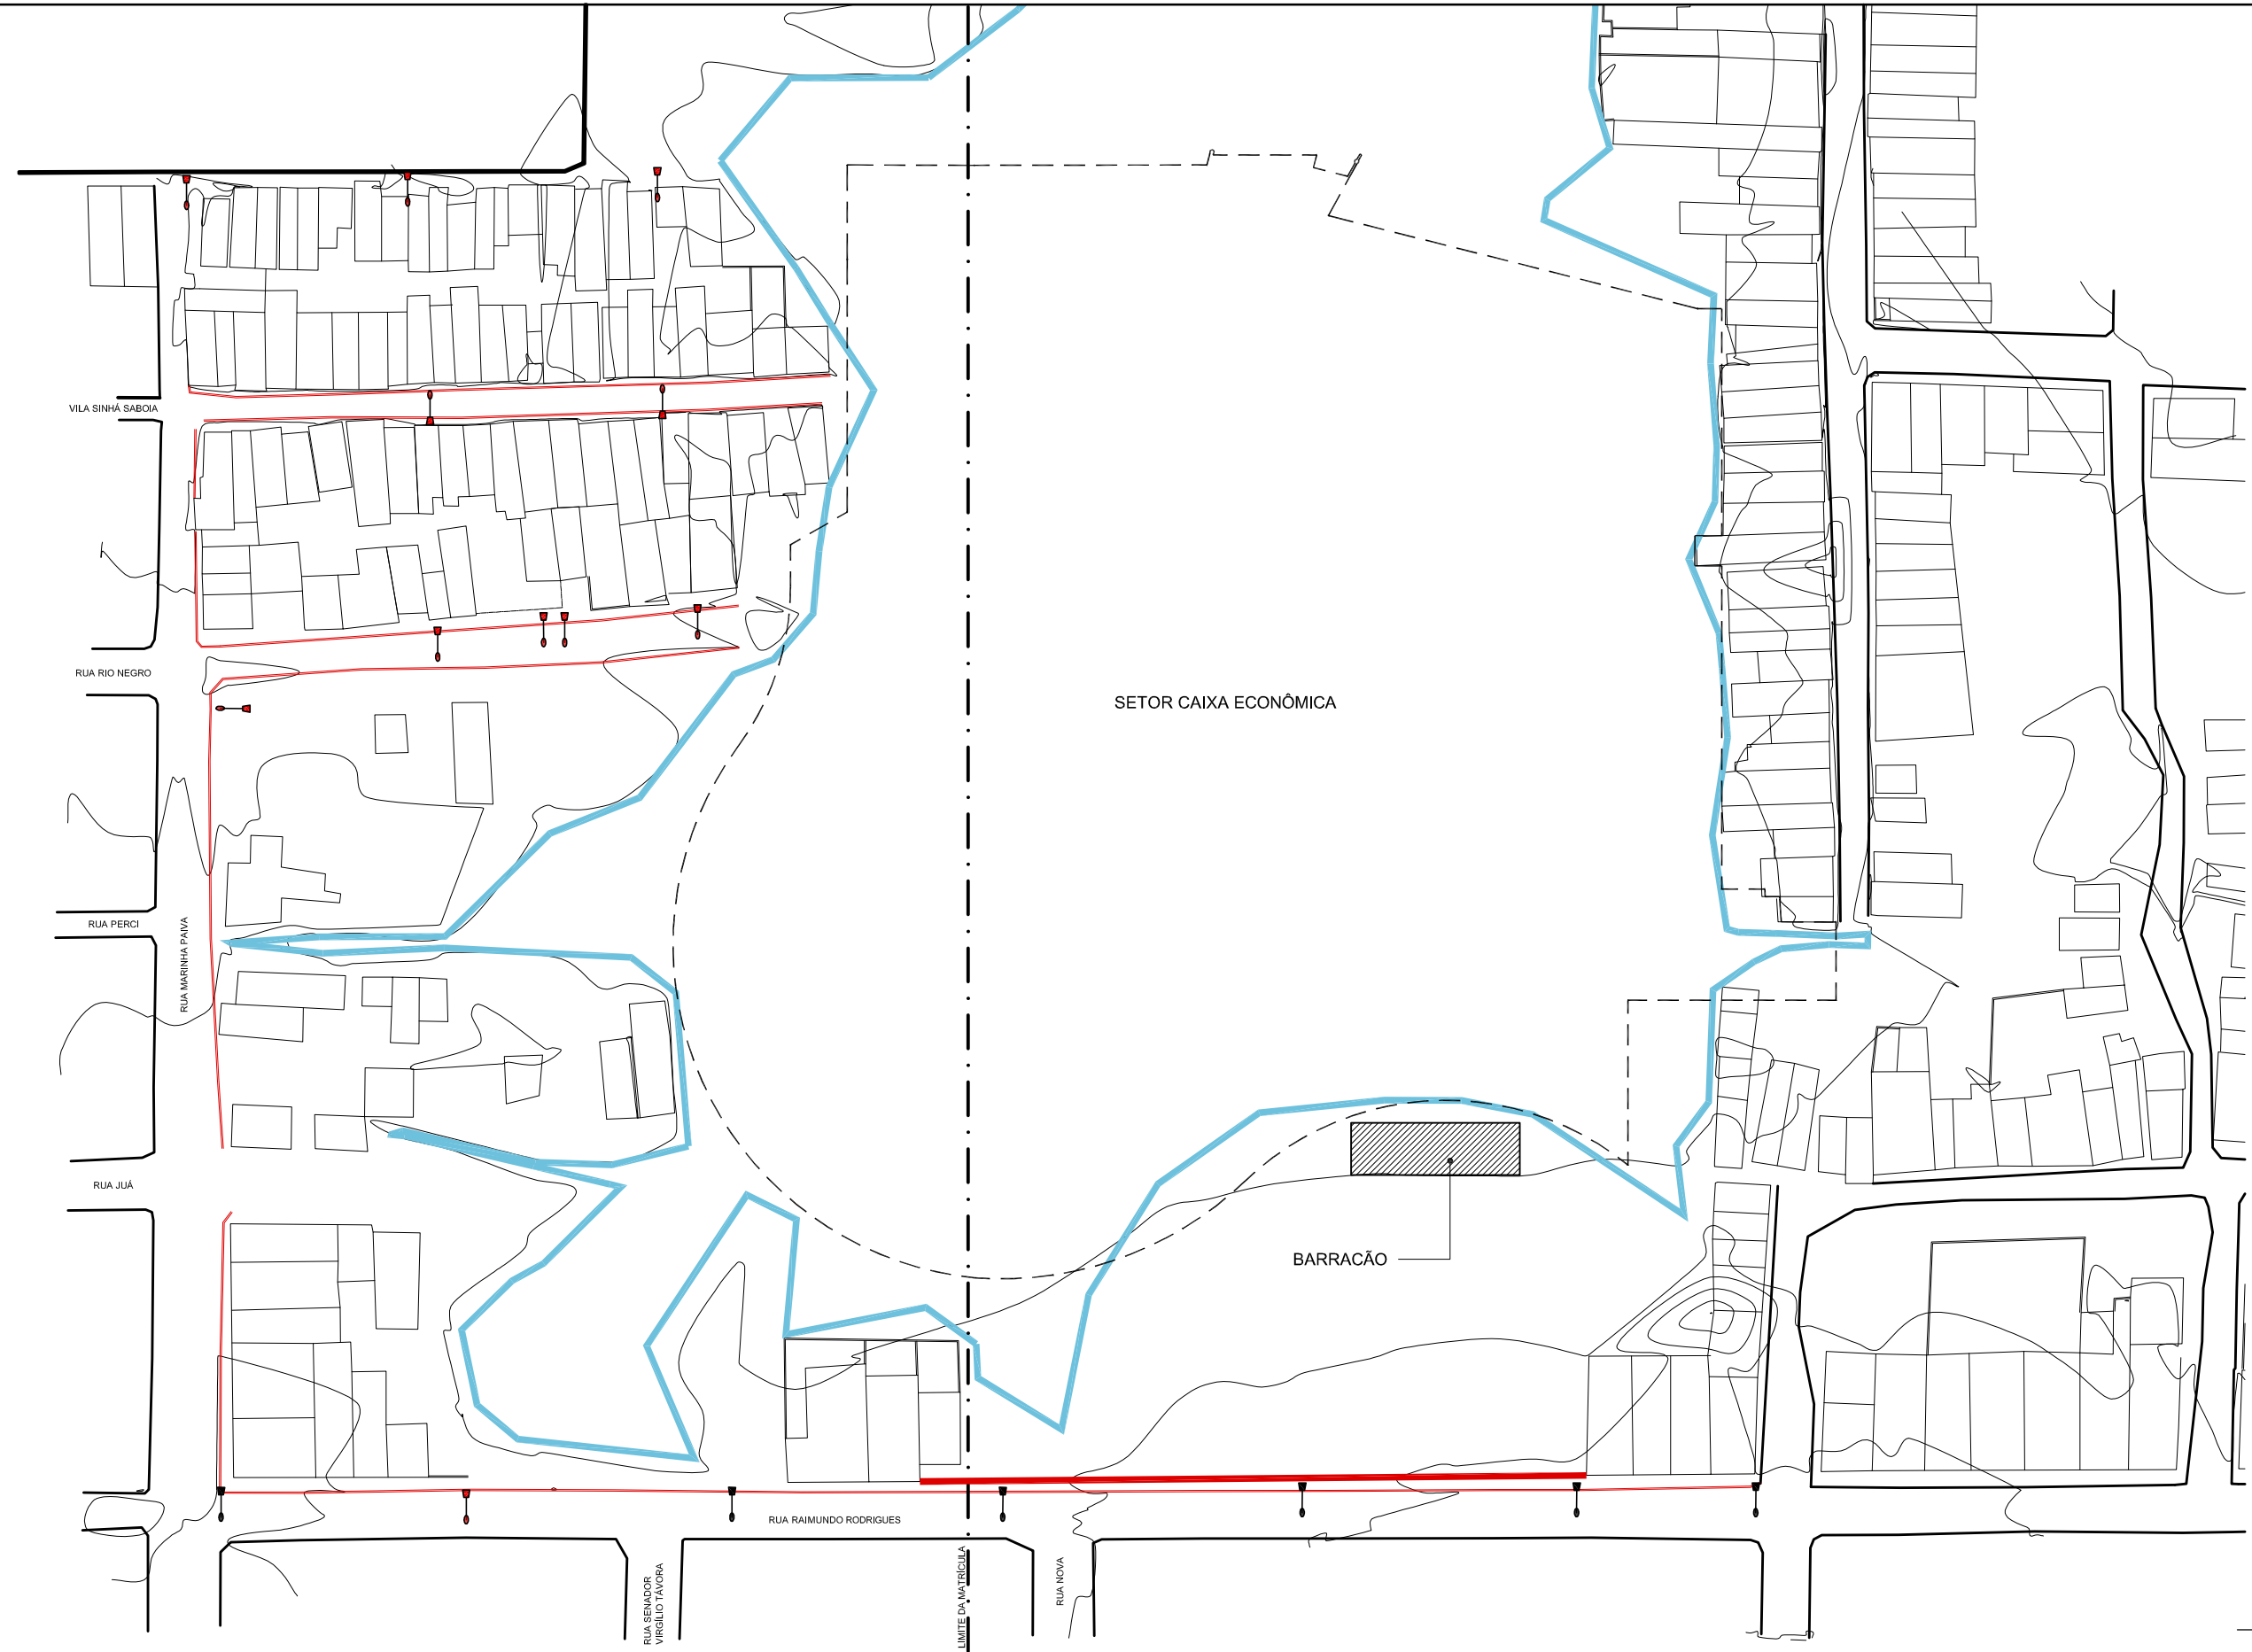 VILA SINHÁ SABOIA
RUA RIO NEGRO
SETOR CAIXA ECONÔMICA
RUA PERCI
RUA MARINHA PAIVA
RUA JUÁ
BARRACÃO
RUA RAIMUNDO RODRIGUES
RUA SENADOR
VIRGÍLIO TÁVORA
LIMITE DA MATRÍCULA
RUA NOVA